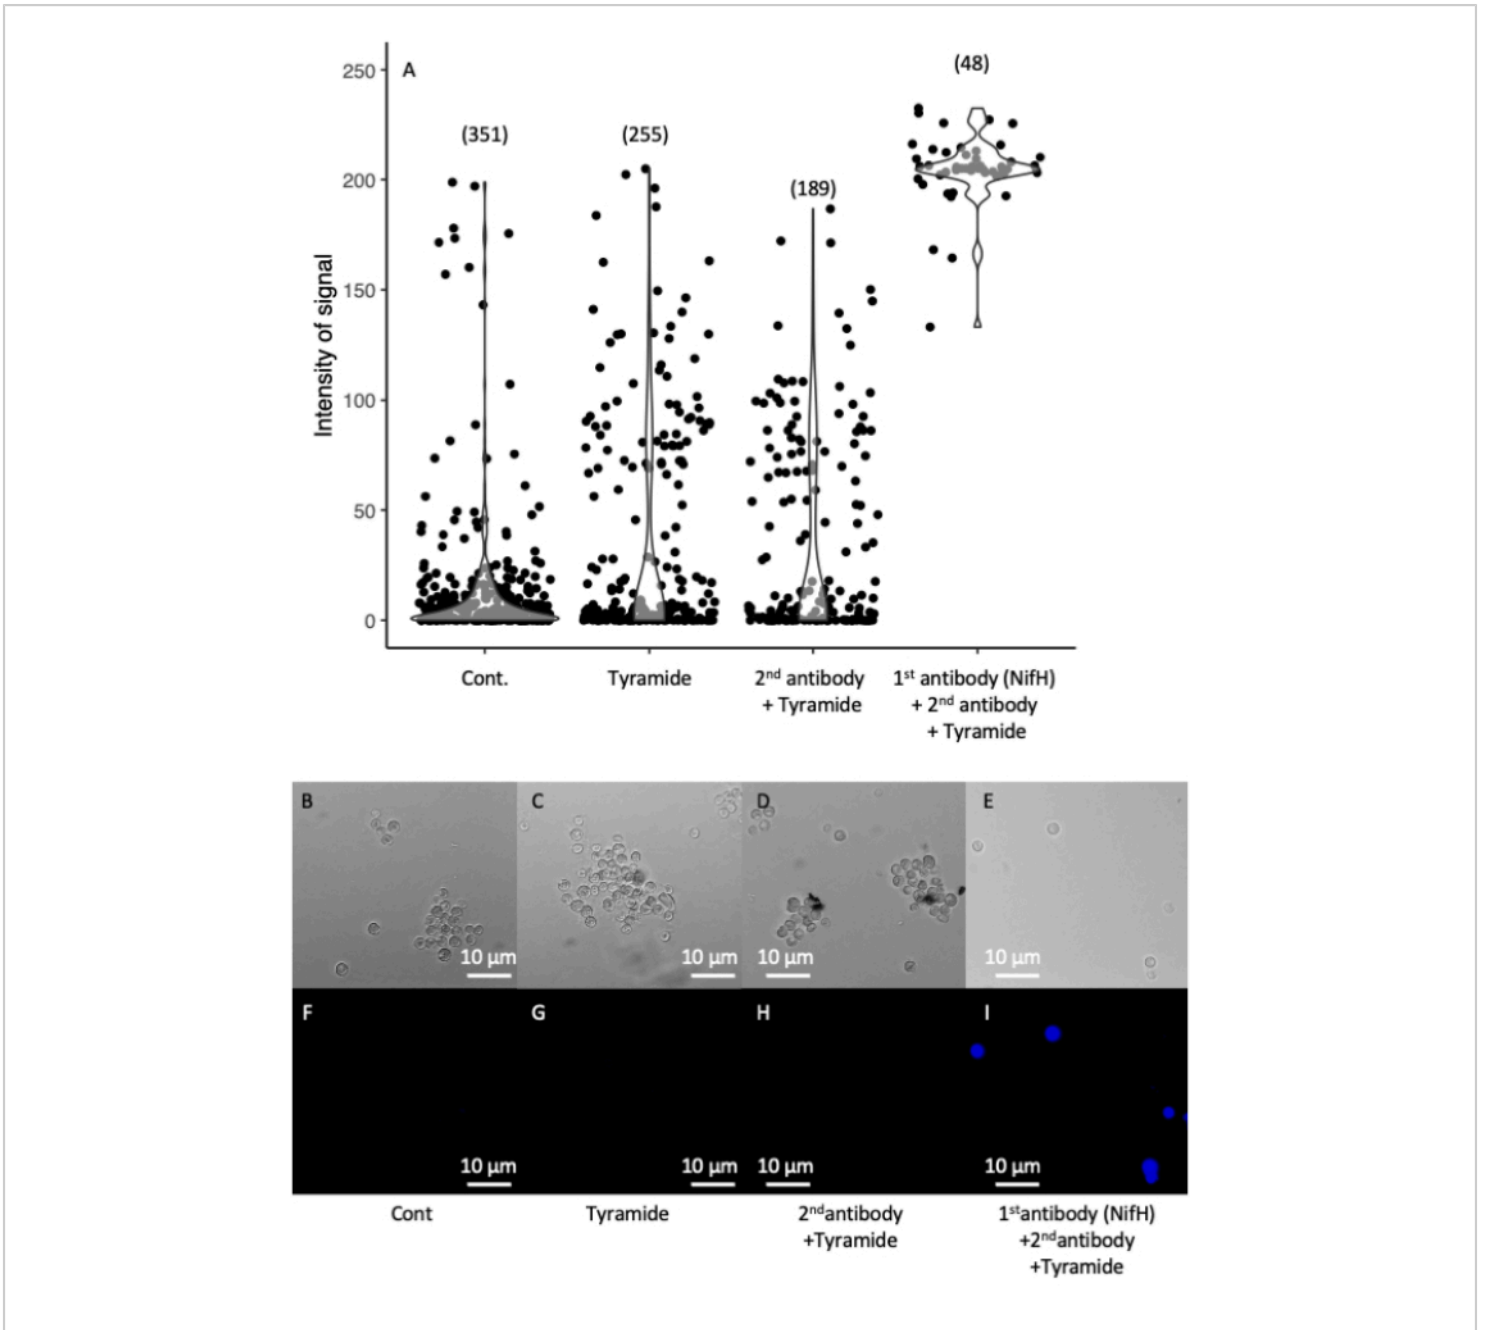 A
(48)
(351)
(255)
(189)
250
200
150
100
50
0
Intensity of signal
Cont.
Tyramide
2nd antibody
+ Tyramide
1st antibody (NifH)
+ 2nd antibody
+ Tyramide
B
C
D
E
10 µm
10 µm
10 µm
10 µm
F
G
H
I
10 µm
10 µm
10 µm
10 µm
Cont
Tyramide
2ndantibody
+Tyramide
1stantibody (NifH)
+2ndantibody
+Tyramide